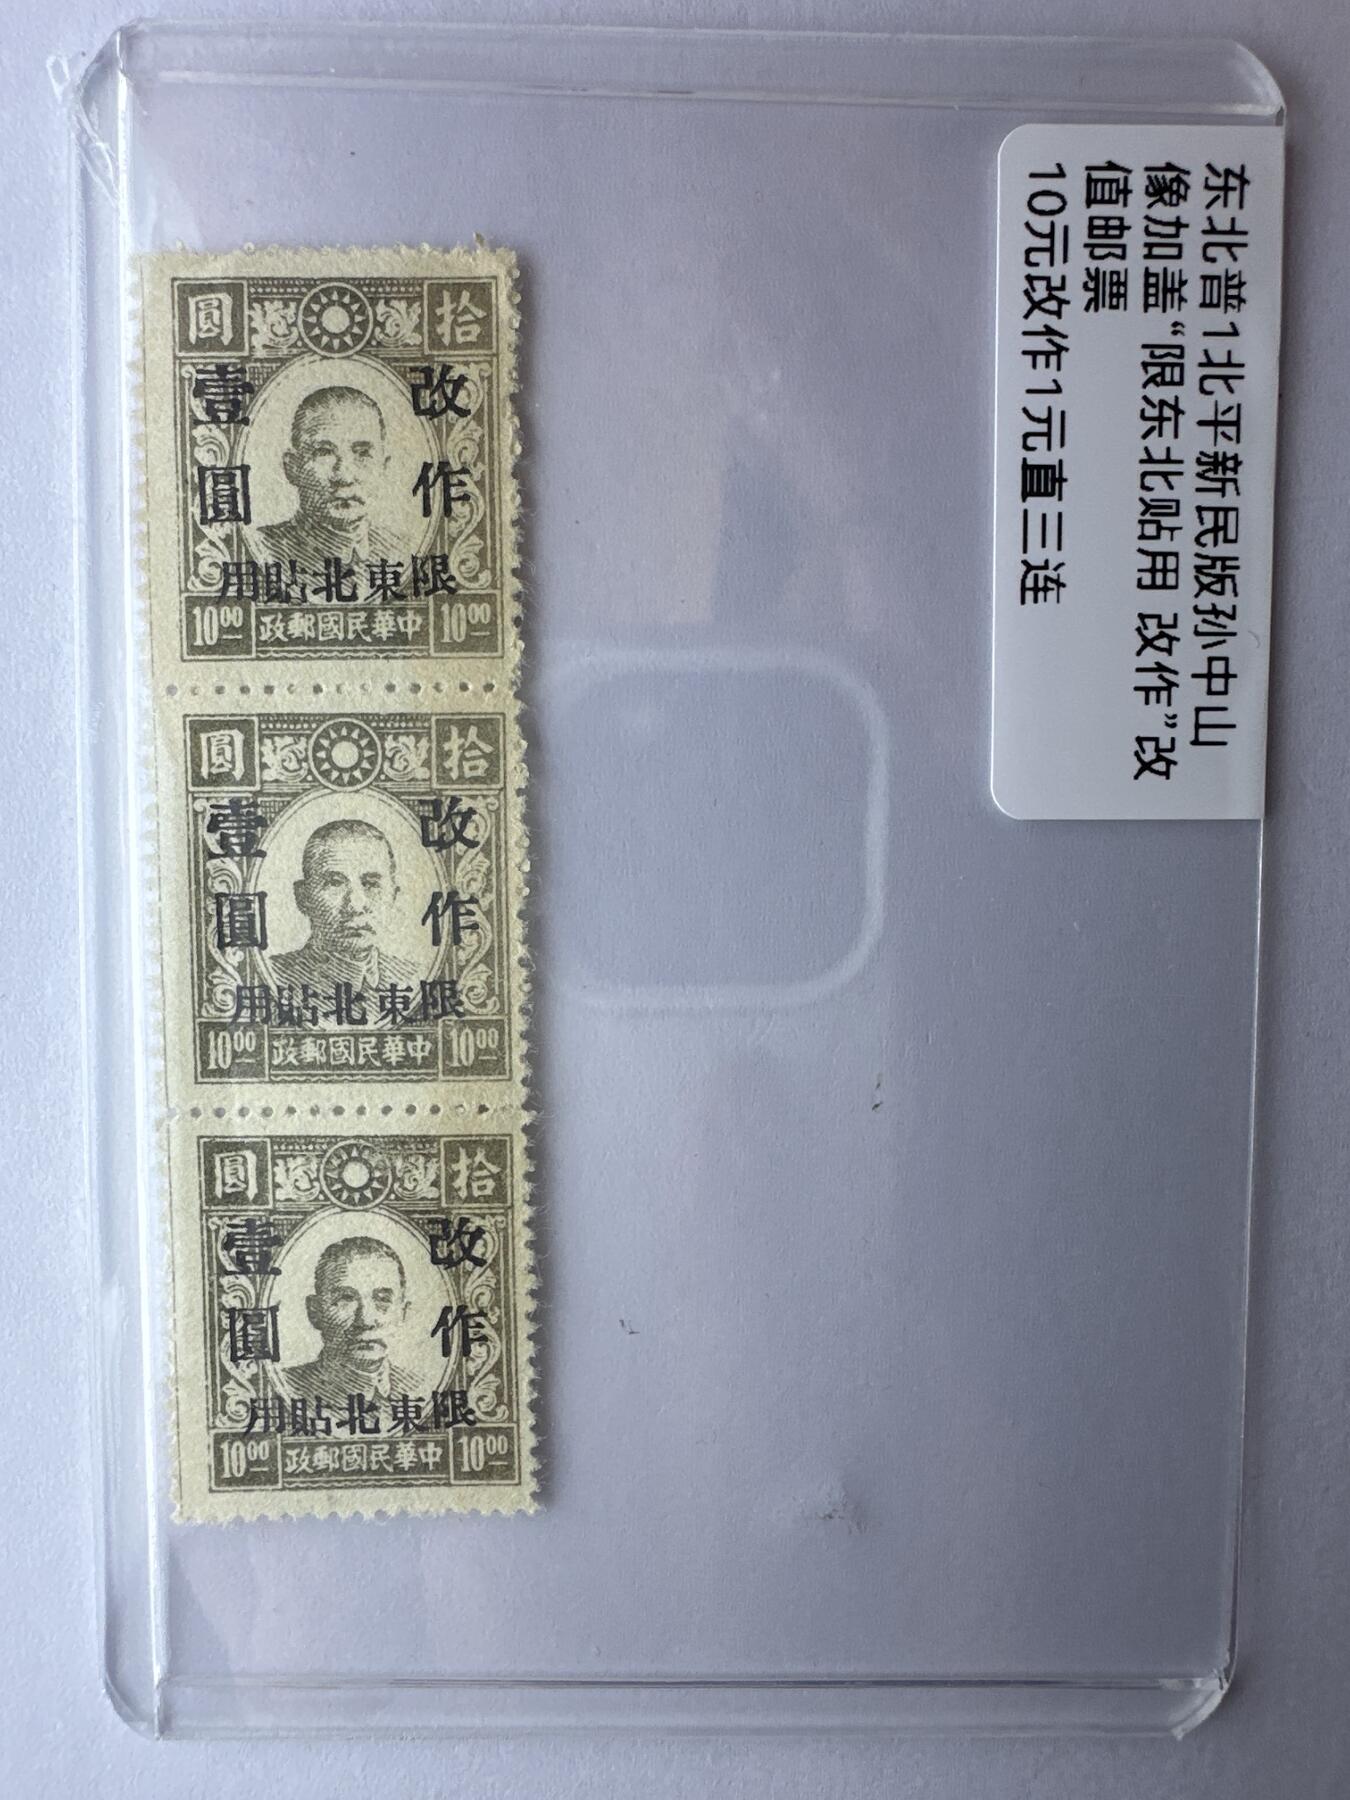 东北普1北平新民版孙中山
像加盖“限东北贴用 改作”改
值邮票
10元改作1元直三连
拾圓
改作
壹圓
限東北貼用
10.00 中華民國郵政 10.00
拾圓
改作
壹圓
限東北貼用
10.00 中華民國郵政 10.00
拾圓
改作
壹圓
限東北貼用
10.00 中華民國郵政 10.00